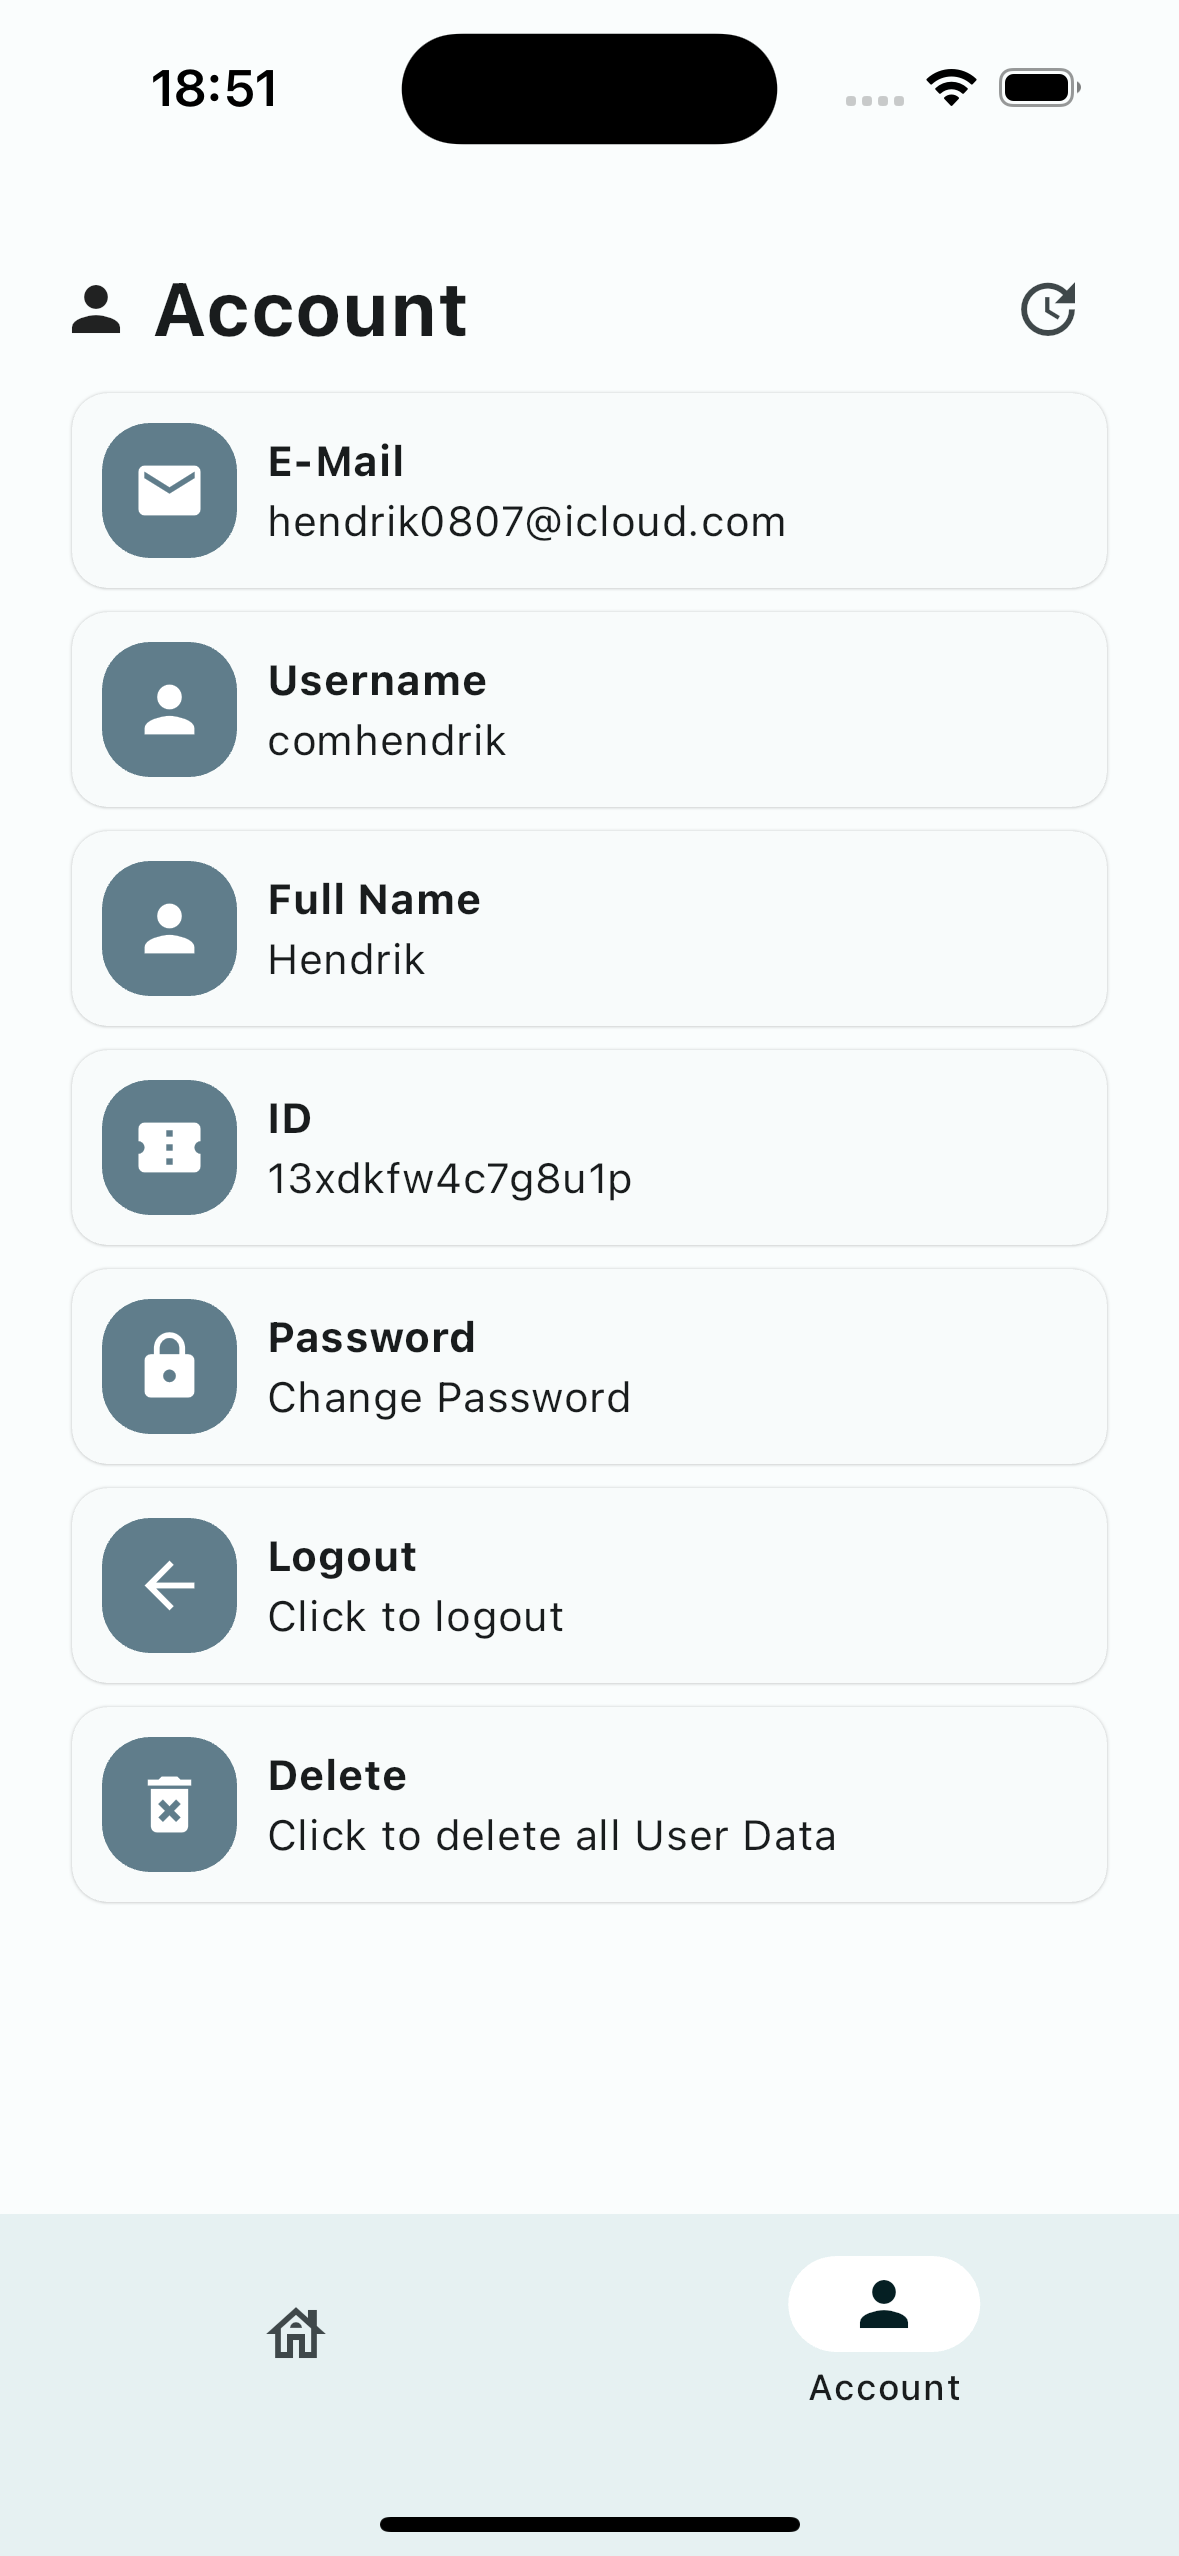 18:51
Account
E-Mail
hendrik0807@icloud.com
Username
comhendrik
Full Name
Hendrik
ID
13xdkfw4c7g8u1p
Password
Change Password
Logout
Click to logout
Delete
Click to delete all User Data
Account